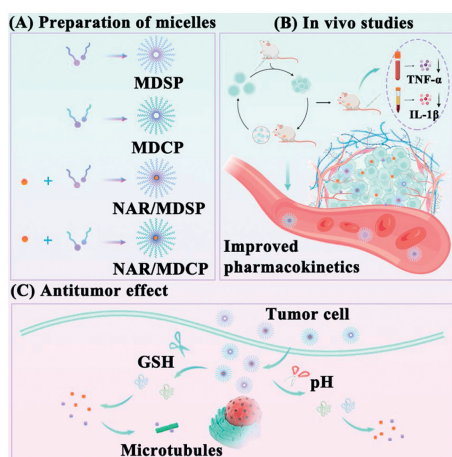 (A) Preparation of micelles
MDSP
MDCP
NAR/MDSP
NAR/MDCP
(B) In vivo studies
TNF-α
IL-1β
Improved
pharmacokinetics
(C) Antitumor effect
Tumor cell
GSH
pH
Microtubules